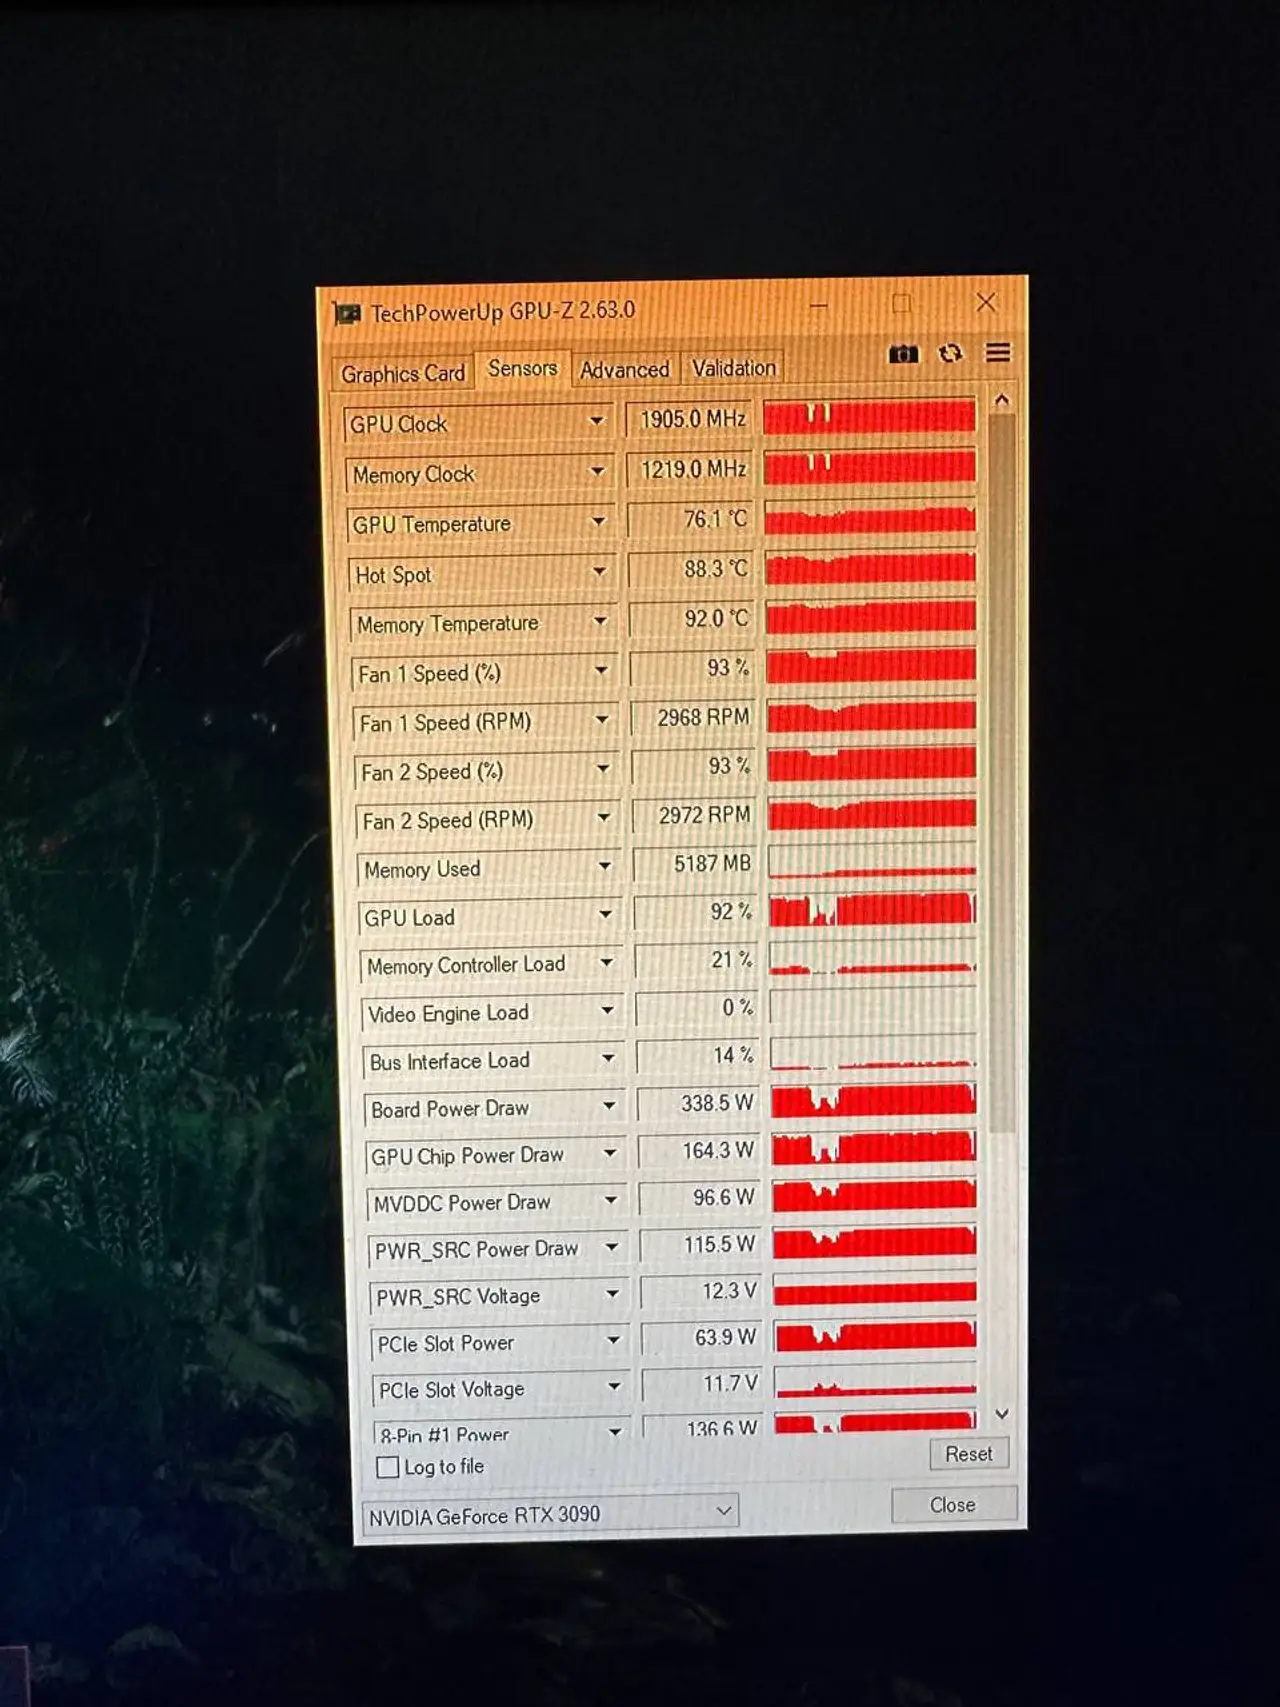 TechPowerUp GPU-Z 2.63.0
Graphics Card Sensors Advanced Validation
GPU Clock 1905.0 MHz
Memory Clock 1219.0 MHz
GPU Temperature 76.1 °C
Hot Spot 88.3 °C
Memory Temperature 92.0 °C
Fan 1 Speed (%) 93 %
Fan 1 Speed (RPM) 2968 RPM
Fan 2 Speed (%) 93 %
Fan 2 Speed (RPM) 2972 RPM
Memory Used 5187 MB
GPU Load 92 %
Memory Controller Load 21 %
Video Engine Load 0 %
Bus Interface Load 14 %
Board Power Draw 338.5 W
GPU Chip Power Draw 164.3 W
MVDDC Power Draw 96.6 W
PWR_SRC Power Draw 115.5 W
PWR_SRC Voltage 12.3 V
PCIe Slot Power 63.9 W
PCIe Slot Voltage 11.7 V
8-Pin #1 Power 136.6 W
Log to file Reset
NVIDIA GeForce RTX 3090 Close